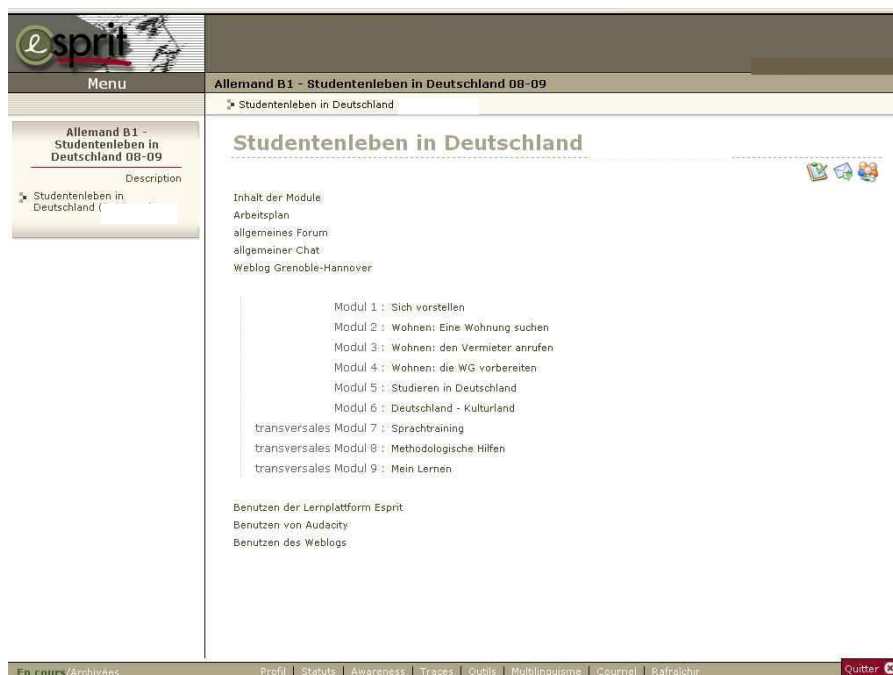 esprit
Menu
Allemand B1 - Studentenleben in Deutschland 08-09
Studentenleben in Deutschland
Allemand B1 -
Studentenleben in
Deutschland 08-09
Description
Studentenleben in
Deutschland (
Studentenleben in Deutschland
Inhalt der Module
Arbeitsplan
allgemeines Forum
allgemeiner Chat
Weblog Grenoble-Hannover
Modul 1 : Sich vorstellen
Modul 2 : Wohnen: Eine Wohnung suchen
Modul 3 : Wohnen: den Vermieter anrufen
Modul 4 : Wohnen: die WG vorbereiten
Modul 5 : Studieren in Deutschland
Modul 6 : Deutschland - Kulturland
transversales Modul 7 : Sprachtraining
transversales Modul 8 : Methodologische Hilfen
transversales Modul 9 : Mein Lernen
Benutzen der Lernplattform Esprit
Benutzen von Audacity
Benutzen des Weblogs
En cours/Archivées
Profil | Statuts | Awareness | Traces | Outils | Multilinguisme | Courriel | Rafraîchir
Quitter